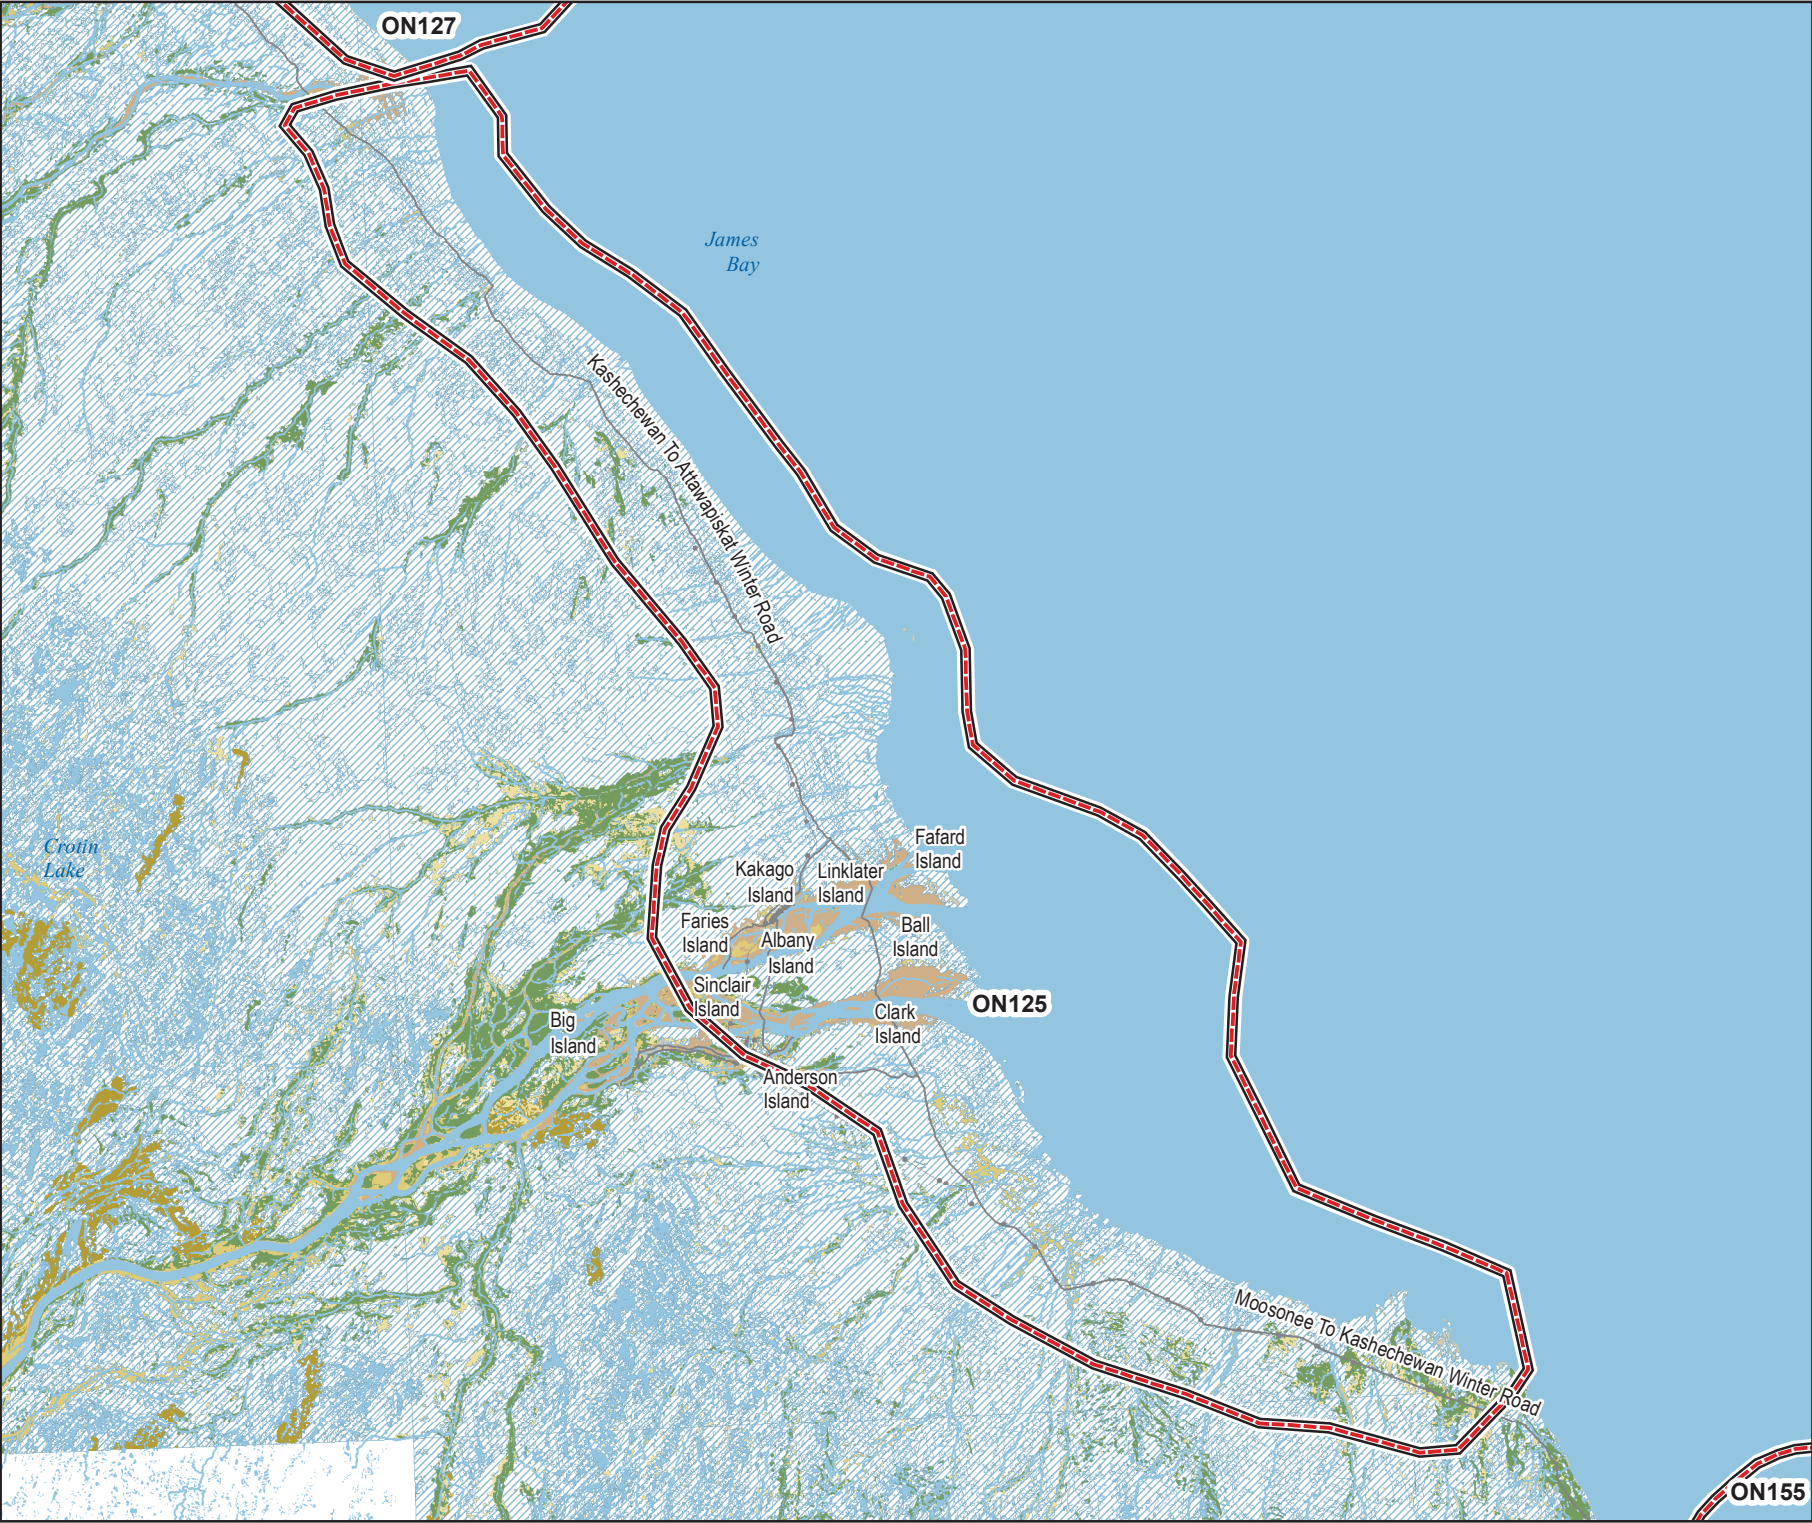 ON127
James
Bay
Kashechewan To Attawapiskat Winter Road
Crotin
Lake
Fafard
Island
Kakago
Island
Linklater
Island
Faries
Island
Ball
Island
Albany
Island
Sinclair
Island
ON125
Big
Island
Clark
Island
Anderson
Island
Moosonee To Kashechewan Winter Road
ON155